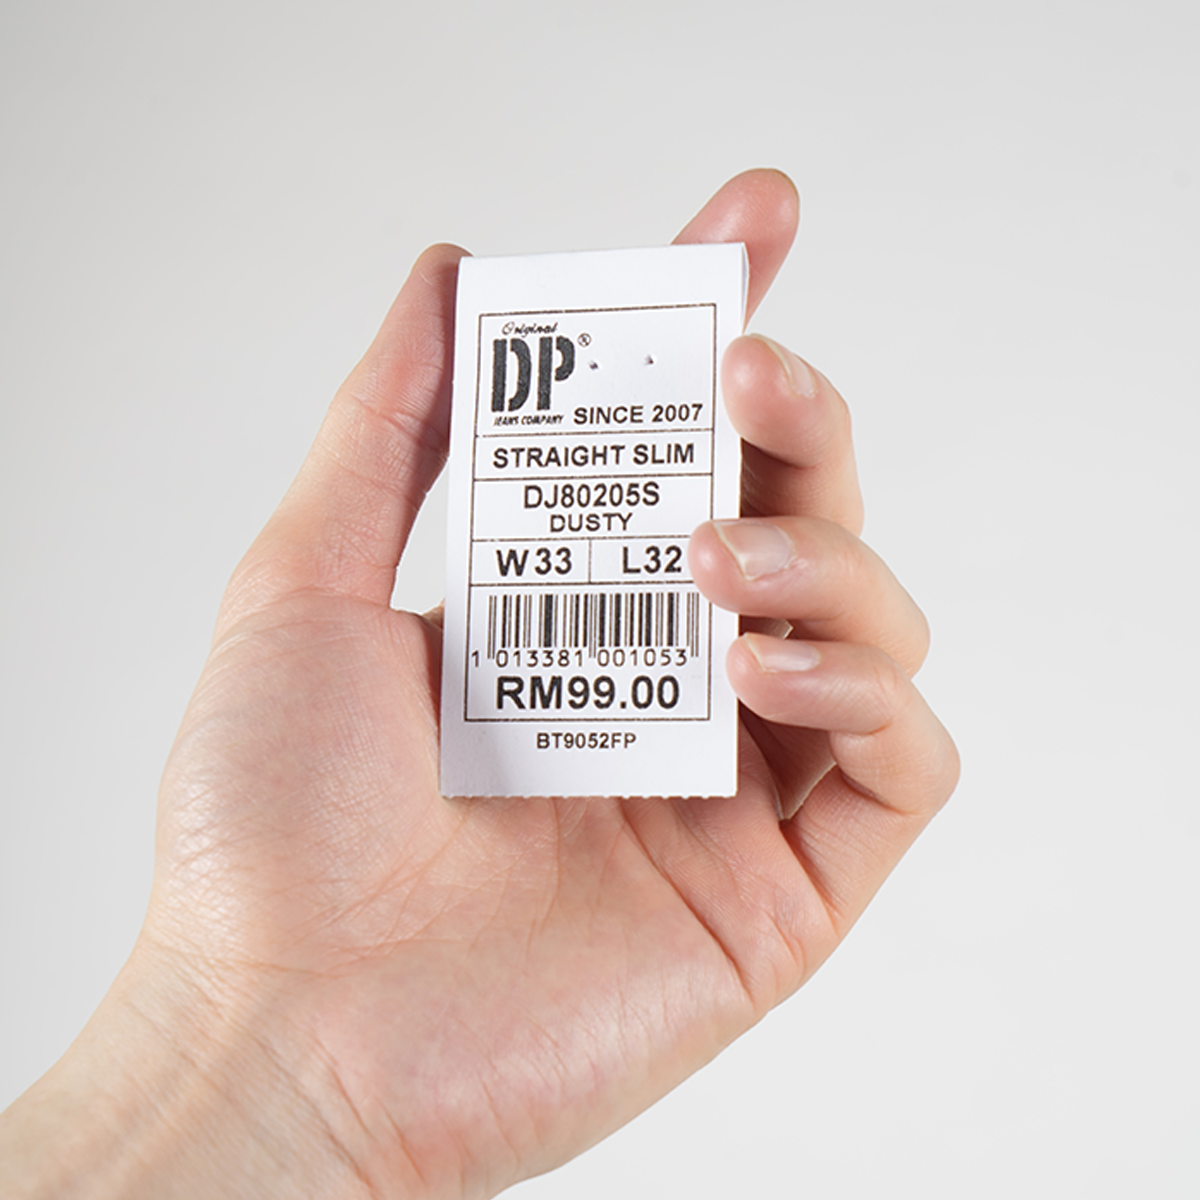 Original
DP®
JEANS COMPANY SINCE 2007
STRAIGHT SLIM
DJ80205S
DUSTY
W33 L32
1 013381 001053
RM99.00
BT9052FP